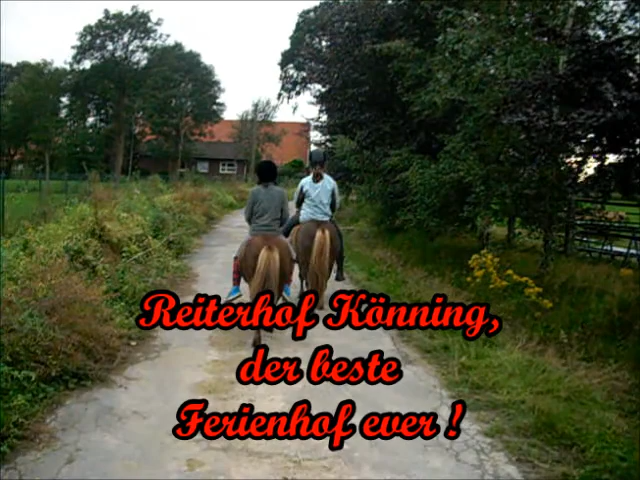 Reiterhof Könning,
der beste
Ferienhof ever !